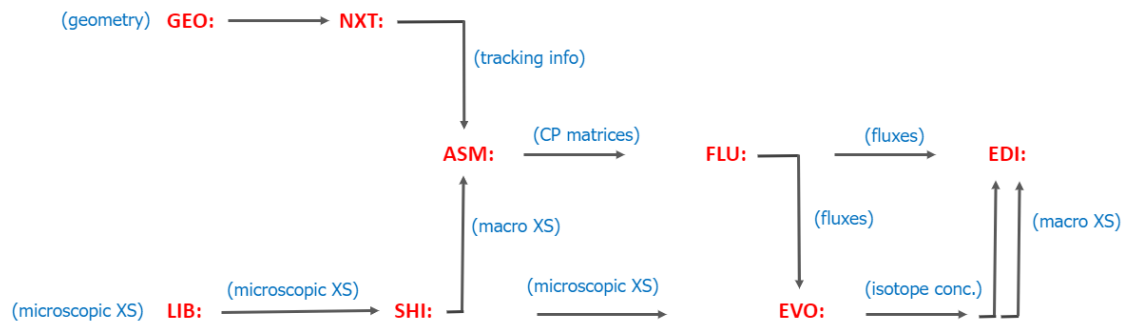 (geometry) GEO: NXT:
(tracking info)
ASM: (CP matrices) FLU: (fluxes) EDI:
(macro XS) (fluxes) (macro XS)
(microscopic XS) LIB: (microscopic XS) SHI: (microscopic XS) EVO: (isotope conc.)